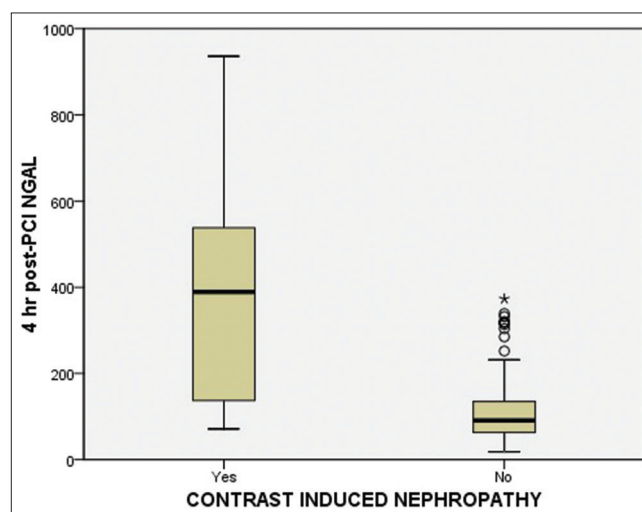 1000
800
600
400
200
0
4 hr post-PCI NGAL
Yes
No
CONTRAST INDUCED NEPHROPATHY